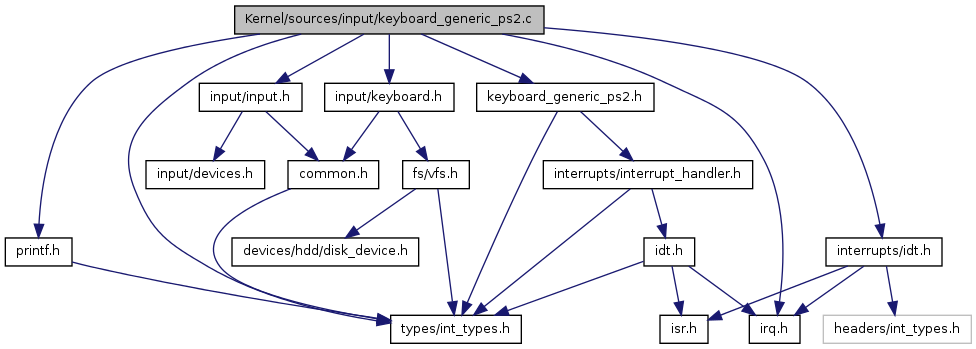 Kernel/sources/input/keyboard_generic_ps2.c
input/input.h
input/keyboard.h
keyboard_generic_ps2.h
input/devices.h
common.h
fs/vfs.h
interrupts/interrupt_handler.h
printf.h
devices/hdd/disk_device.h
idt.h
interrupts/idt.h
types/int_types.h
isr.h
irq.h
headers/int_types.h